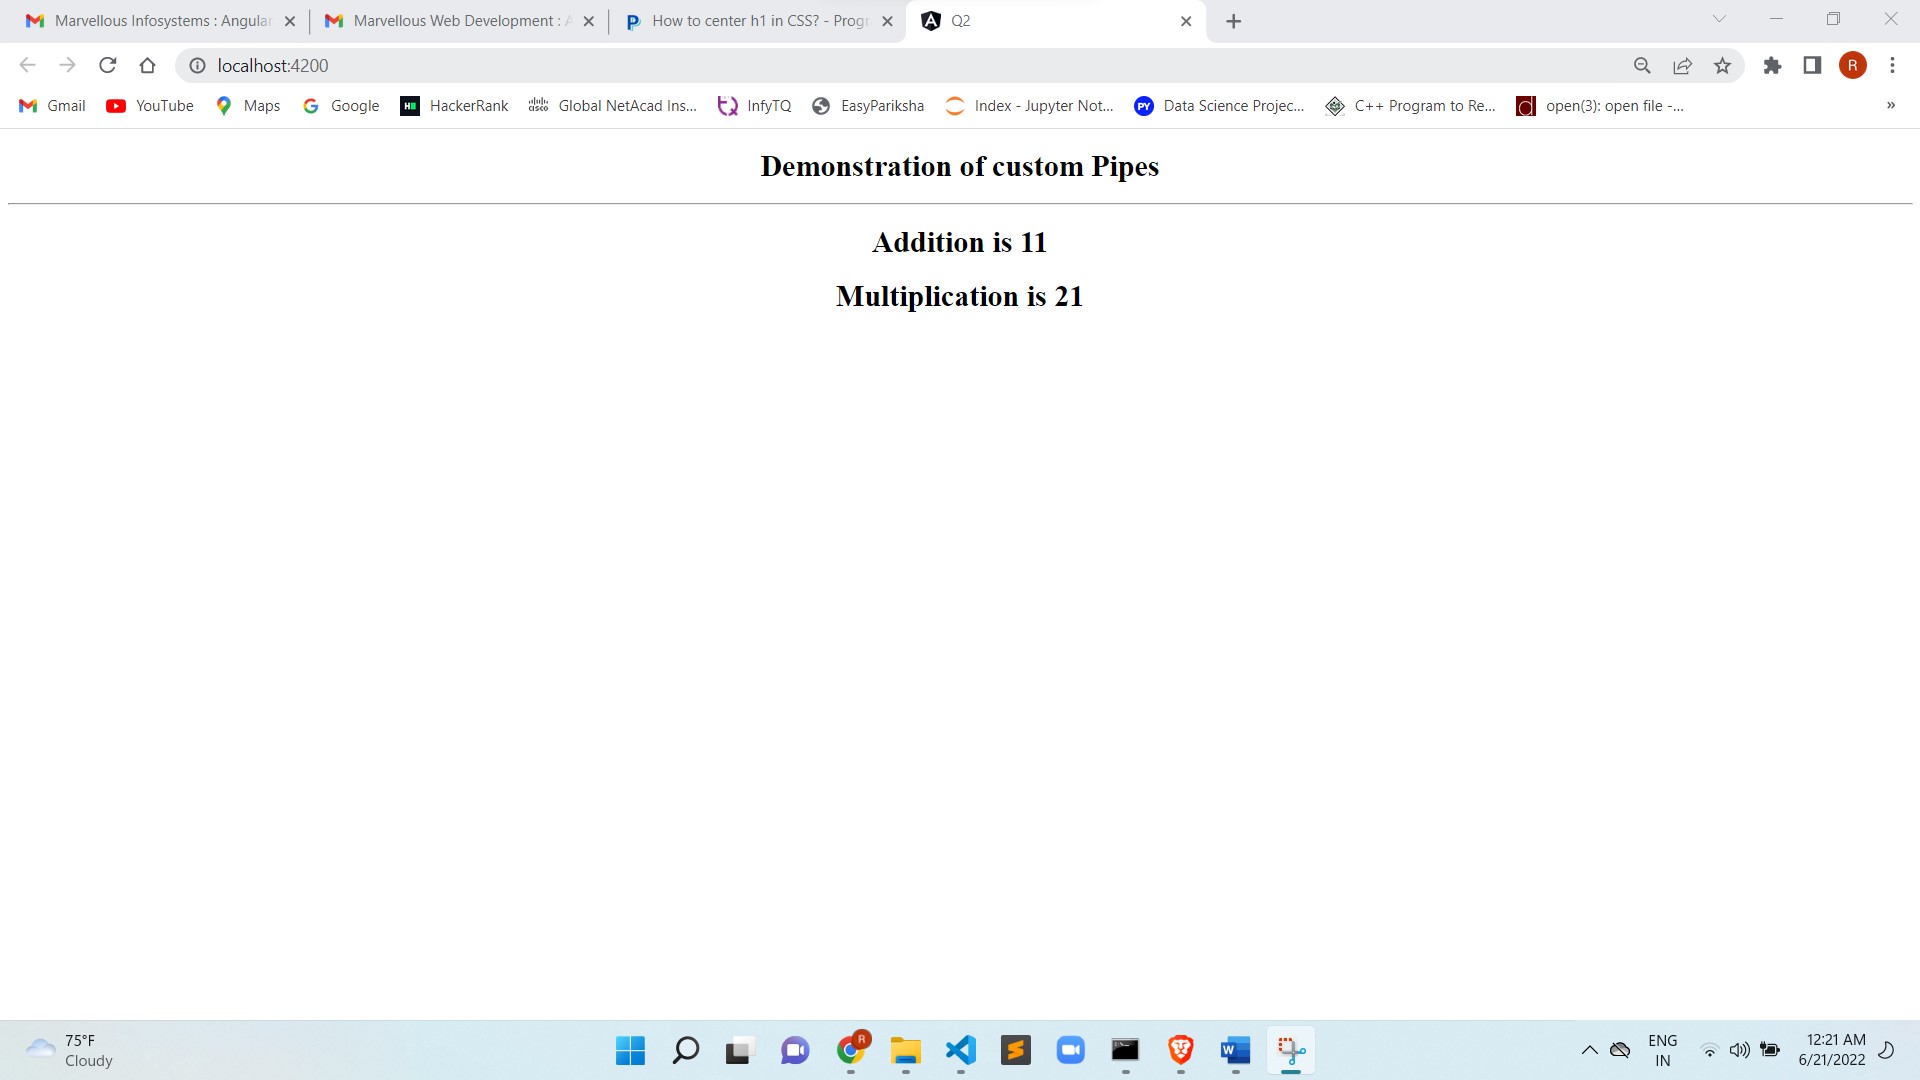 Marvellous Infosystems : Angular
Marvellous Web Development : A
How to center h1 in CSS? - Progr
Q2
localhost:4200
R
Gmail
YouTube
Maps
Google
HackerRank
Global NetAcad Ins...
InfyTQ
EasyPariksha
Index - Jupyter Not...
Data Science Projec...
C++ Program to Re...
open(3): open file -...
»
Demonstration of custom Pipes
Addition is 11
Multiplication is 21
75°F
Cloudy
ENG
IN
12:21 AM
6/21/2022